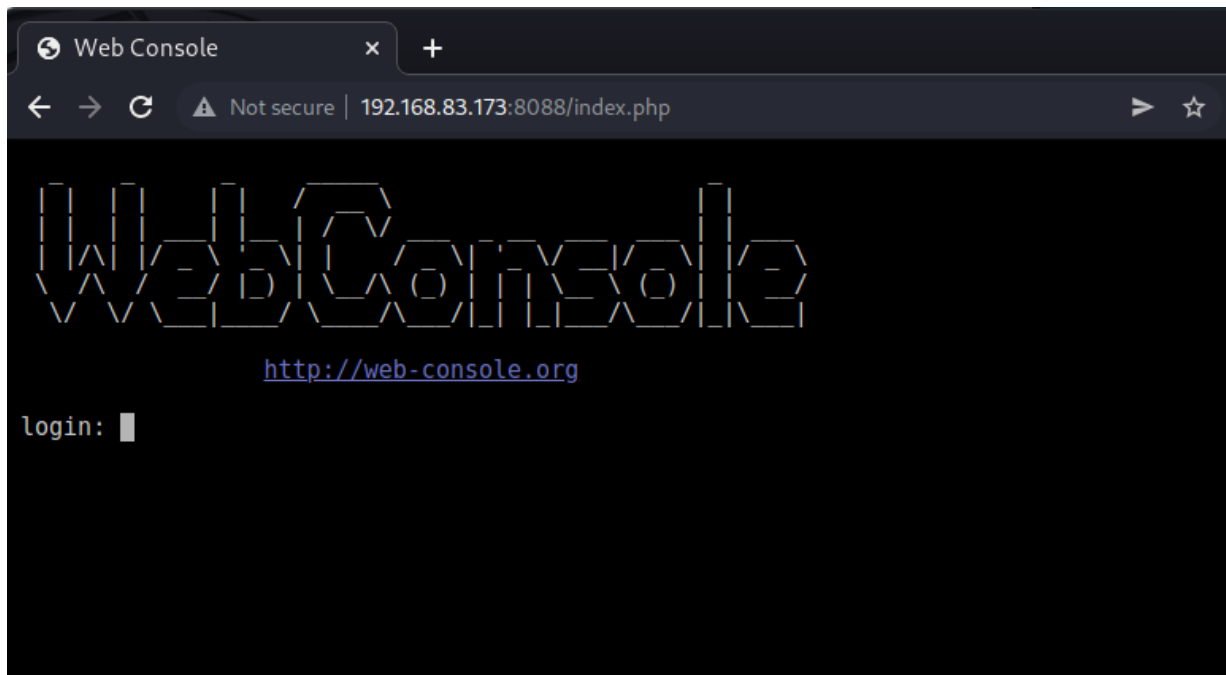 Web Console
Not secure | 192.168.83.173:8088/index.php
WebConsole
http://web-console.org
login: